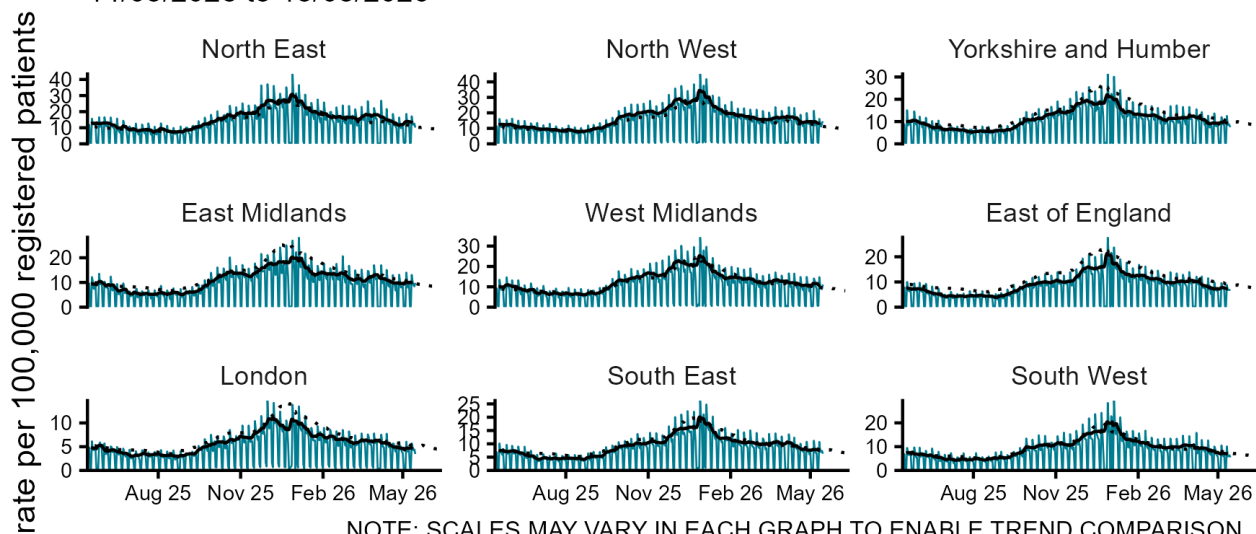 rate per 100,000 registered patients
North East
40
30
20
10
0
North West
40
30
20
10
0
Yorkshire and Humber
30
20
10
0
East Midlands
20
10
0
West Midlands
30
20
10
0
East of England
20
10
0
London
10
5
0
South East
25
20
15
10
5
0
South West
20
10
0
Aug 25 Nov 25 Feb 26 May 26
Aug 25 Nov 25 Feb 26 May 26
Aug 25 Nov 25 Feb 26 May 26
NOTE: SCALES MAY VARY IN EACH GRAPH TO ENABLE TREND COMPARISON